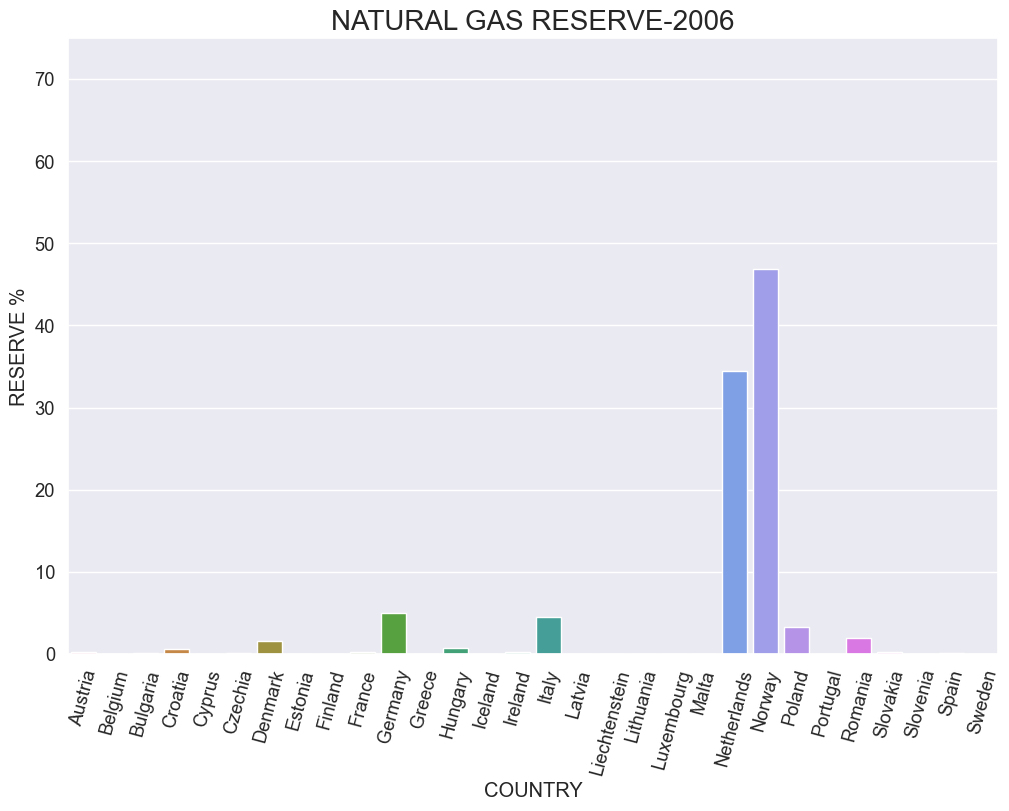 NATURAL GAS RESERVE-2006
RESERVE %
70
60
50
40
30
20
10
0
Austria
Belgium
Bulgaria
Croatia
Cyprus
Czechia
Denmark
Estonia
Finland
France
Germany
Greece
Hungary
Iceland
Ireland
Italy
Latvia
Liechtenstein
Lithuania
Luxembourg
Malta
Netherlands
Norway
Poland
Portugal
Romania
Slovakia
Slovenia
Spain
Sweden
COUNTRY